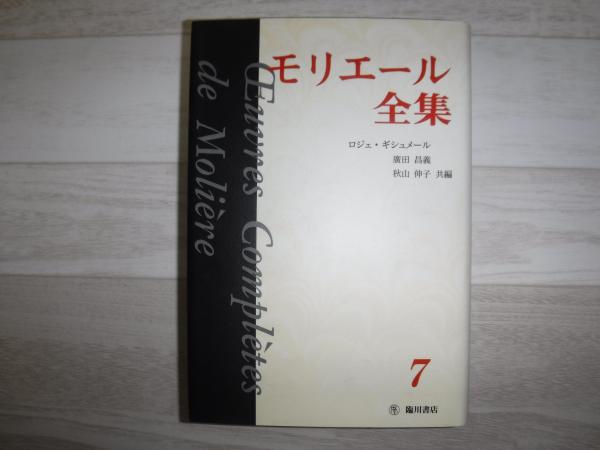 モリエール
全集
Œuvres Complètes
de Molière
ロジェ・ギシュメール
廣田 昌義
秋山 伸子 共編
7
臨川書店